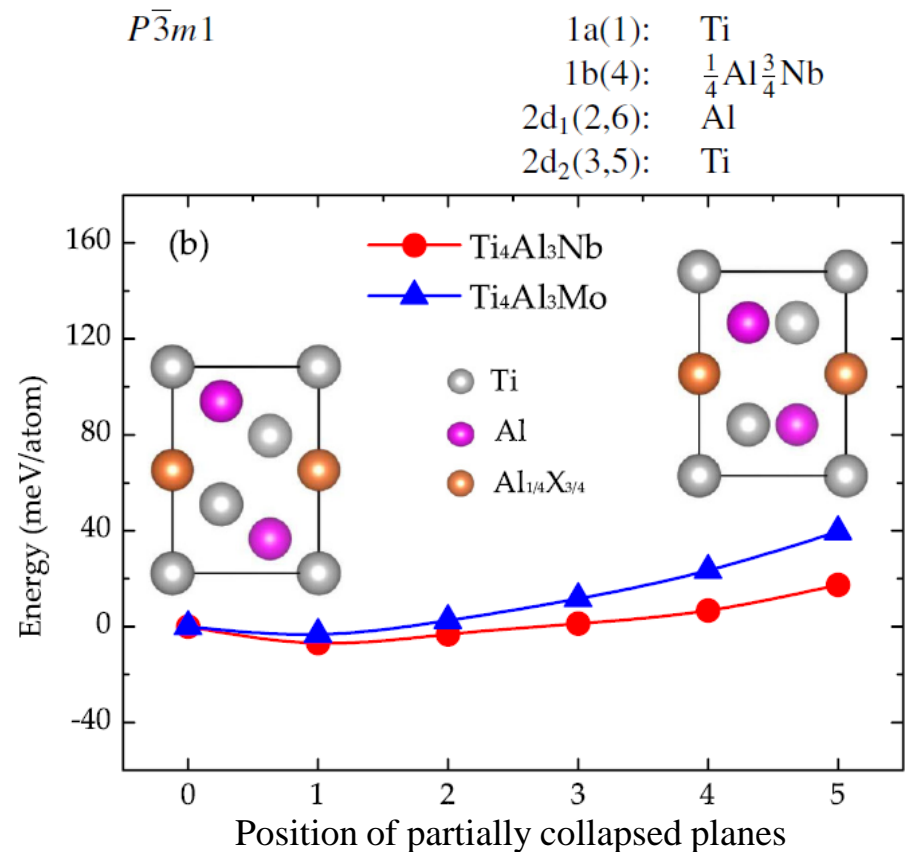 P3̅m1 1a(1): Ti
1b(4): 1/4Al3/4Nb
2d₁(2,6): Al
2d₂(3,5): Ti
(b)
Ti₄Al₃Nb
Ti₄Al₃Mo
Ti
Al
Al₁/₄X₃/₄
Energy (meV/atom)
160
120
80
40
0
-40
0 1 2 3 4 5
Position of partially collapsed planes